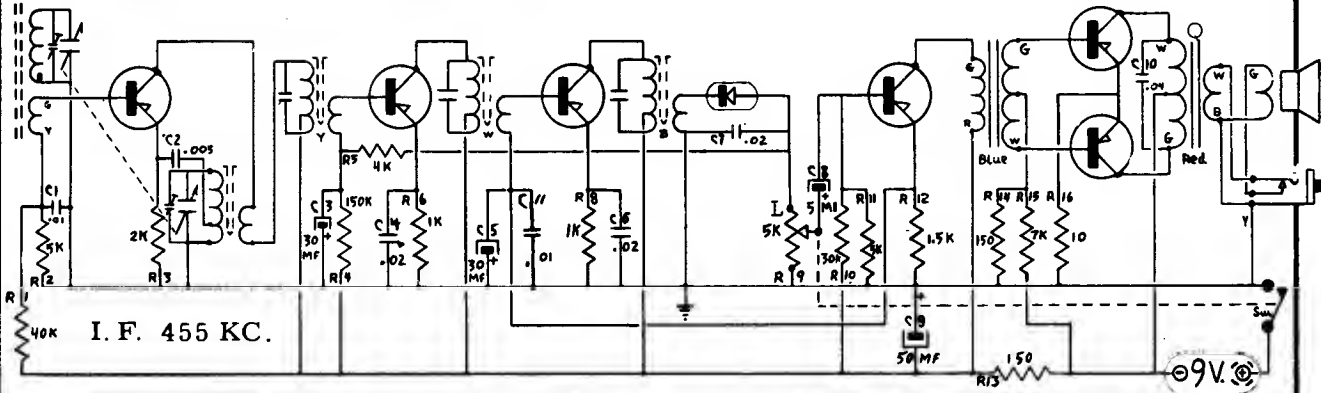 G
Y
C1
.01
5K
R2
R1
40K
C2
.005
2K
R3
Y
R5
4K
C3
30
MF
150K
R4
C4
.02
R6
1K
W
C5
30
MF
C11
.01
R8
1K
C6
.02
B
C7 .02
L
5K
R9
C8
5 MF
130K
R10
R11
5K
R12
1.5K
C9
50 MF
G
R
Blue
G
W
R14
150
R15
7K
R16
10
C10
.04
W
G
Red
W
B
G
Y
Sw
R13
150
9V.
I. F. 455 KC.